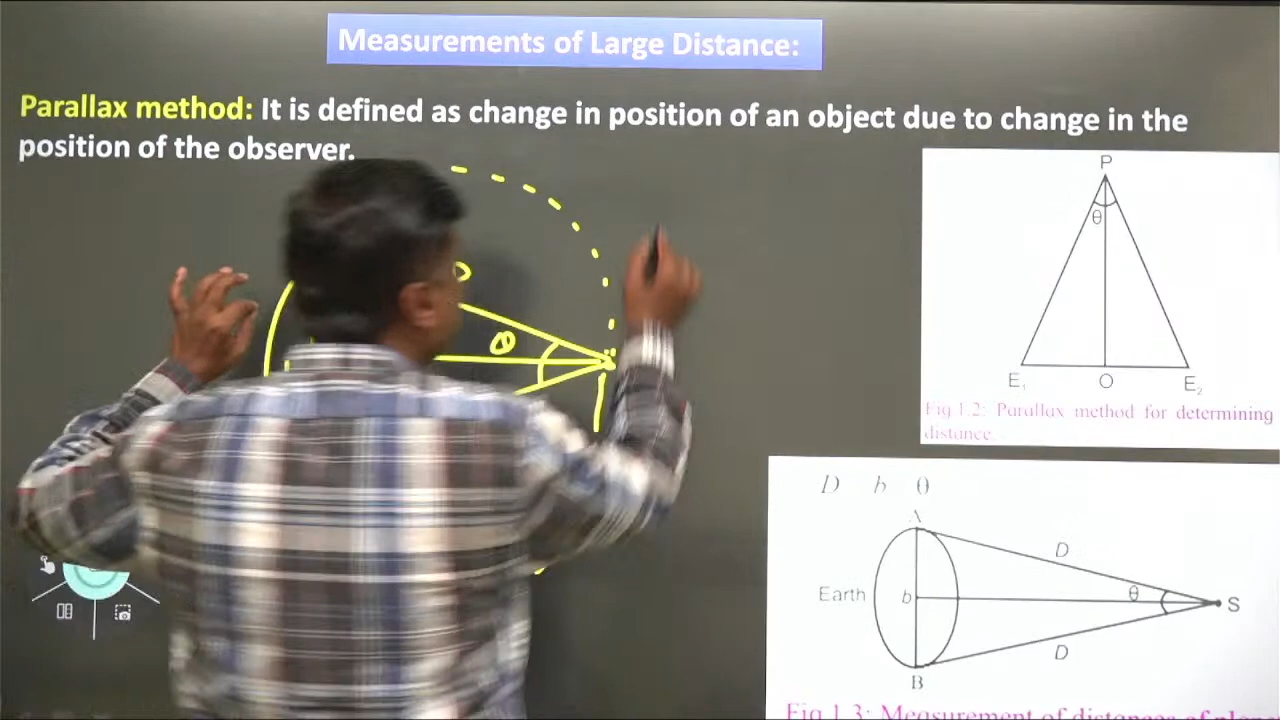 Measurements of Large Distance:
Parallax method: It is defined as change in position of an object due to change in the
position of the observer.
P
θ
E₁ O E₂
Fig.1.2: Parallax method for determining
distance.
D b θ
A
D
Earth b θ S
D
B
D
θ